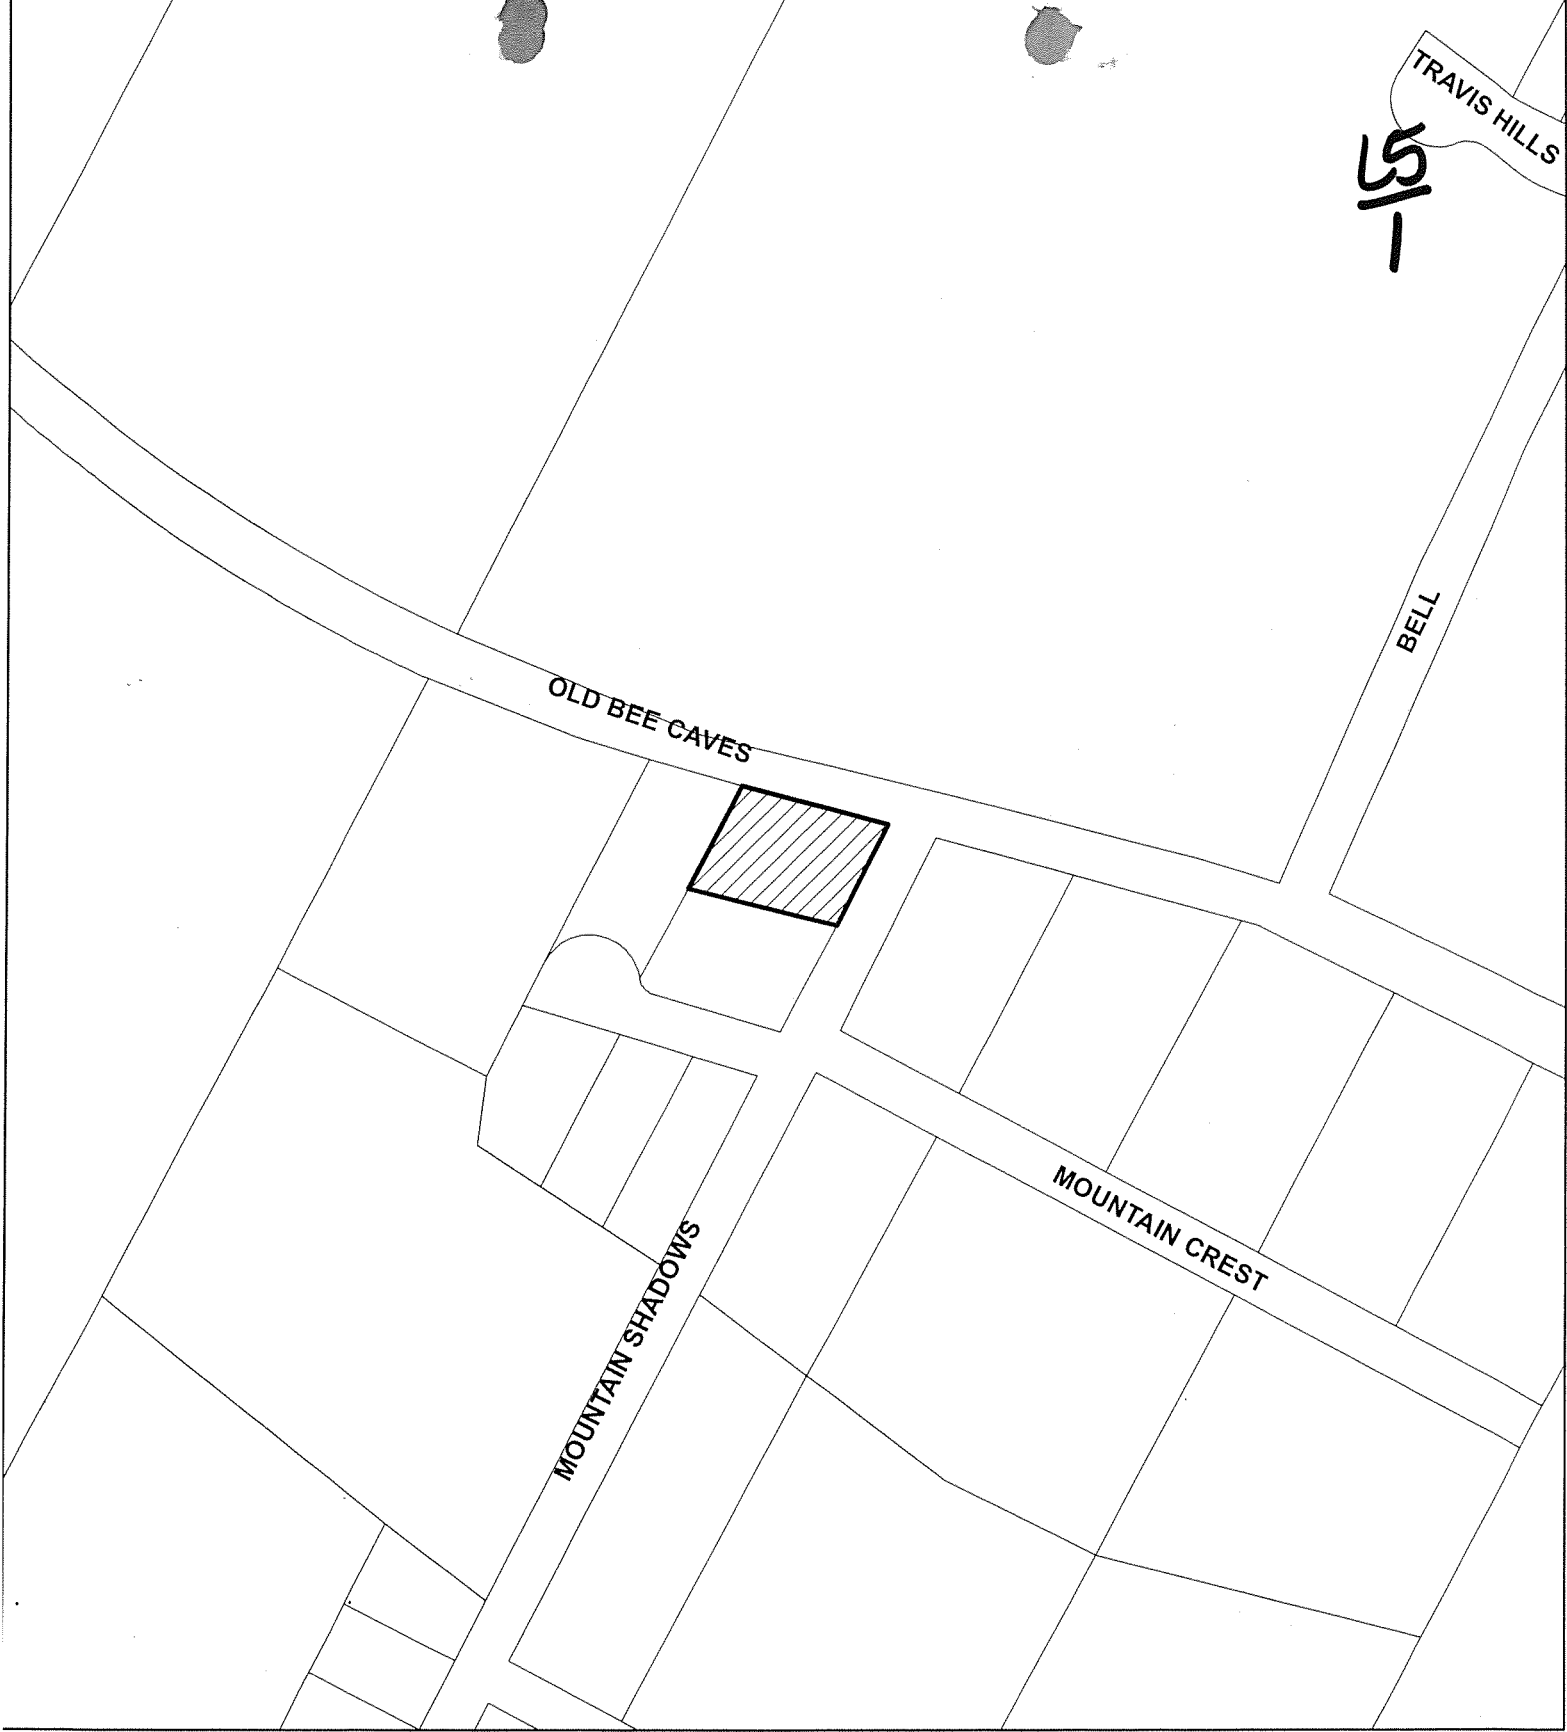 TRAVIS HILLS
L5
1
BELL
OLD BEE CAVES
MOUNTAIN CREST
MOUNTAIN SHADOWS